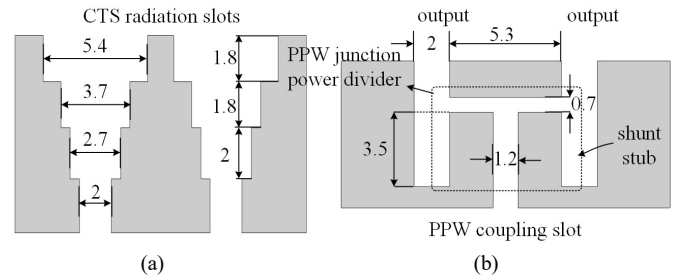 CTS radiation slots
5.4
3.7
2.7
2
1.8
1.8
2
(a)
output
output
2
5.3
PPW junction
power divider
0.7
3.5
1.2
shunt
stub
PPW coupling slot
(b)